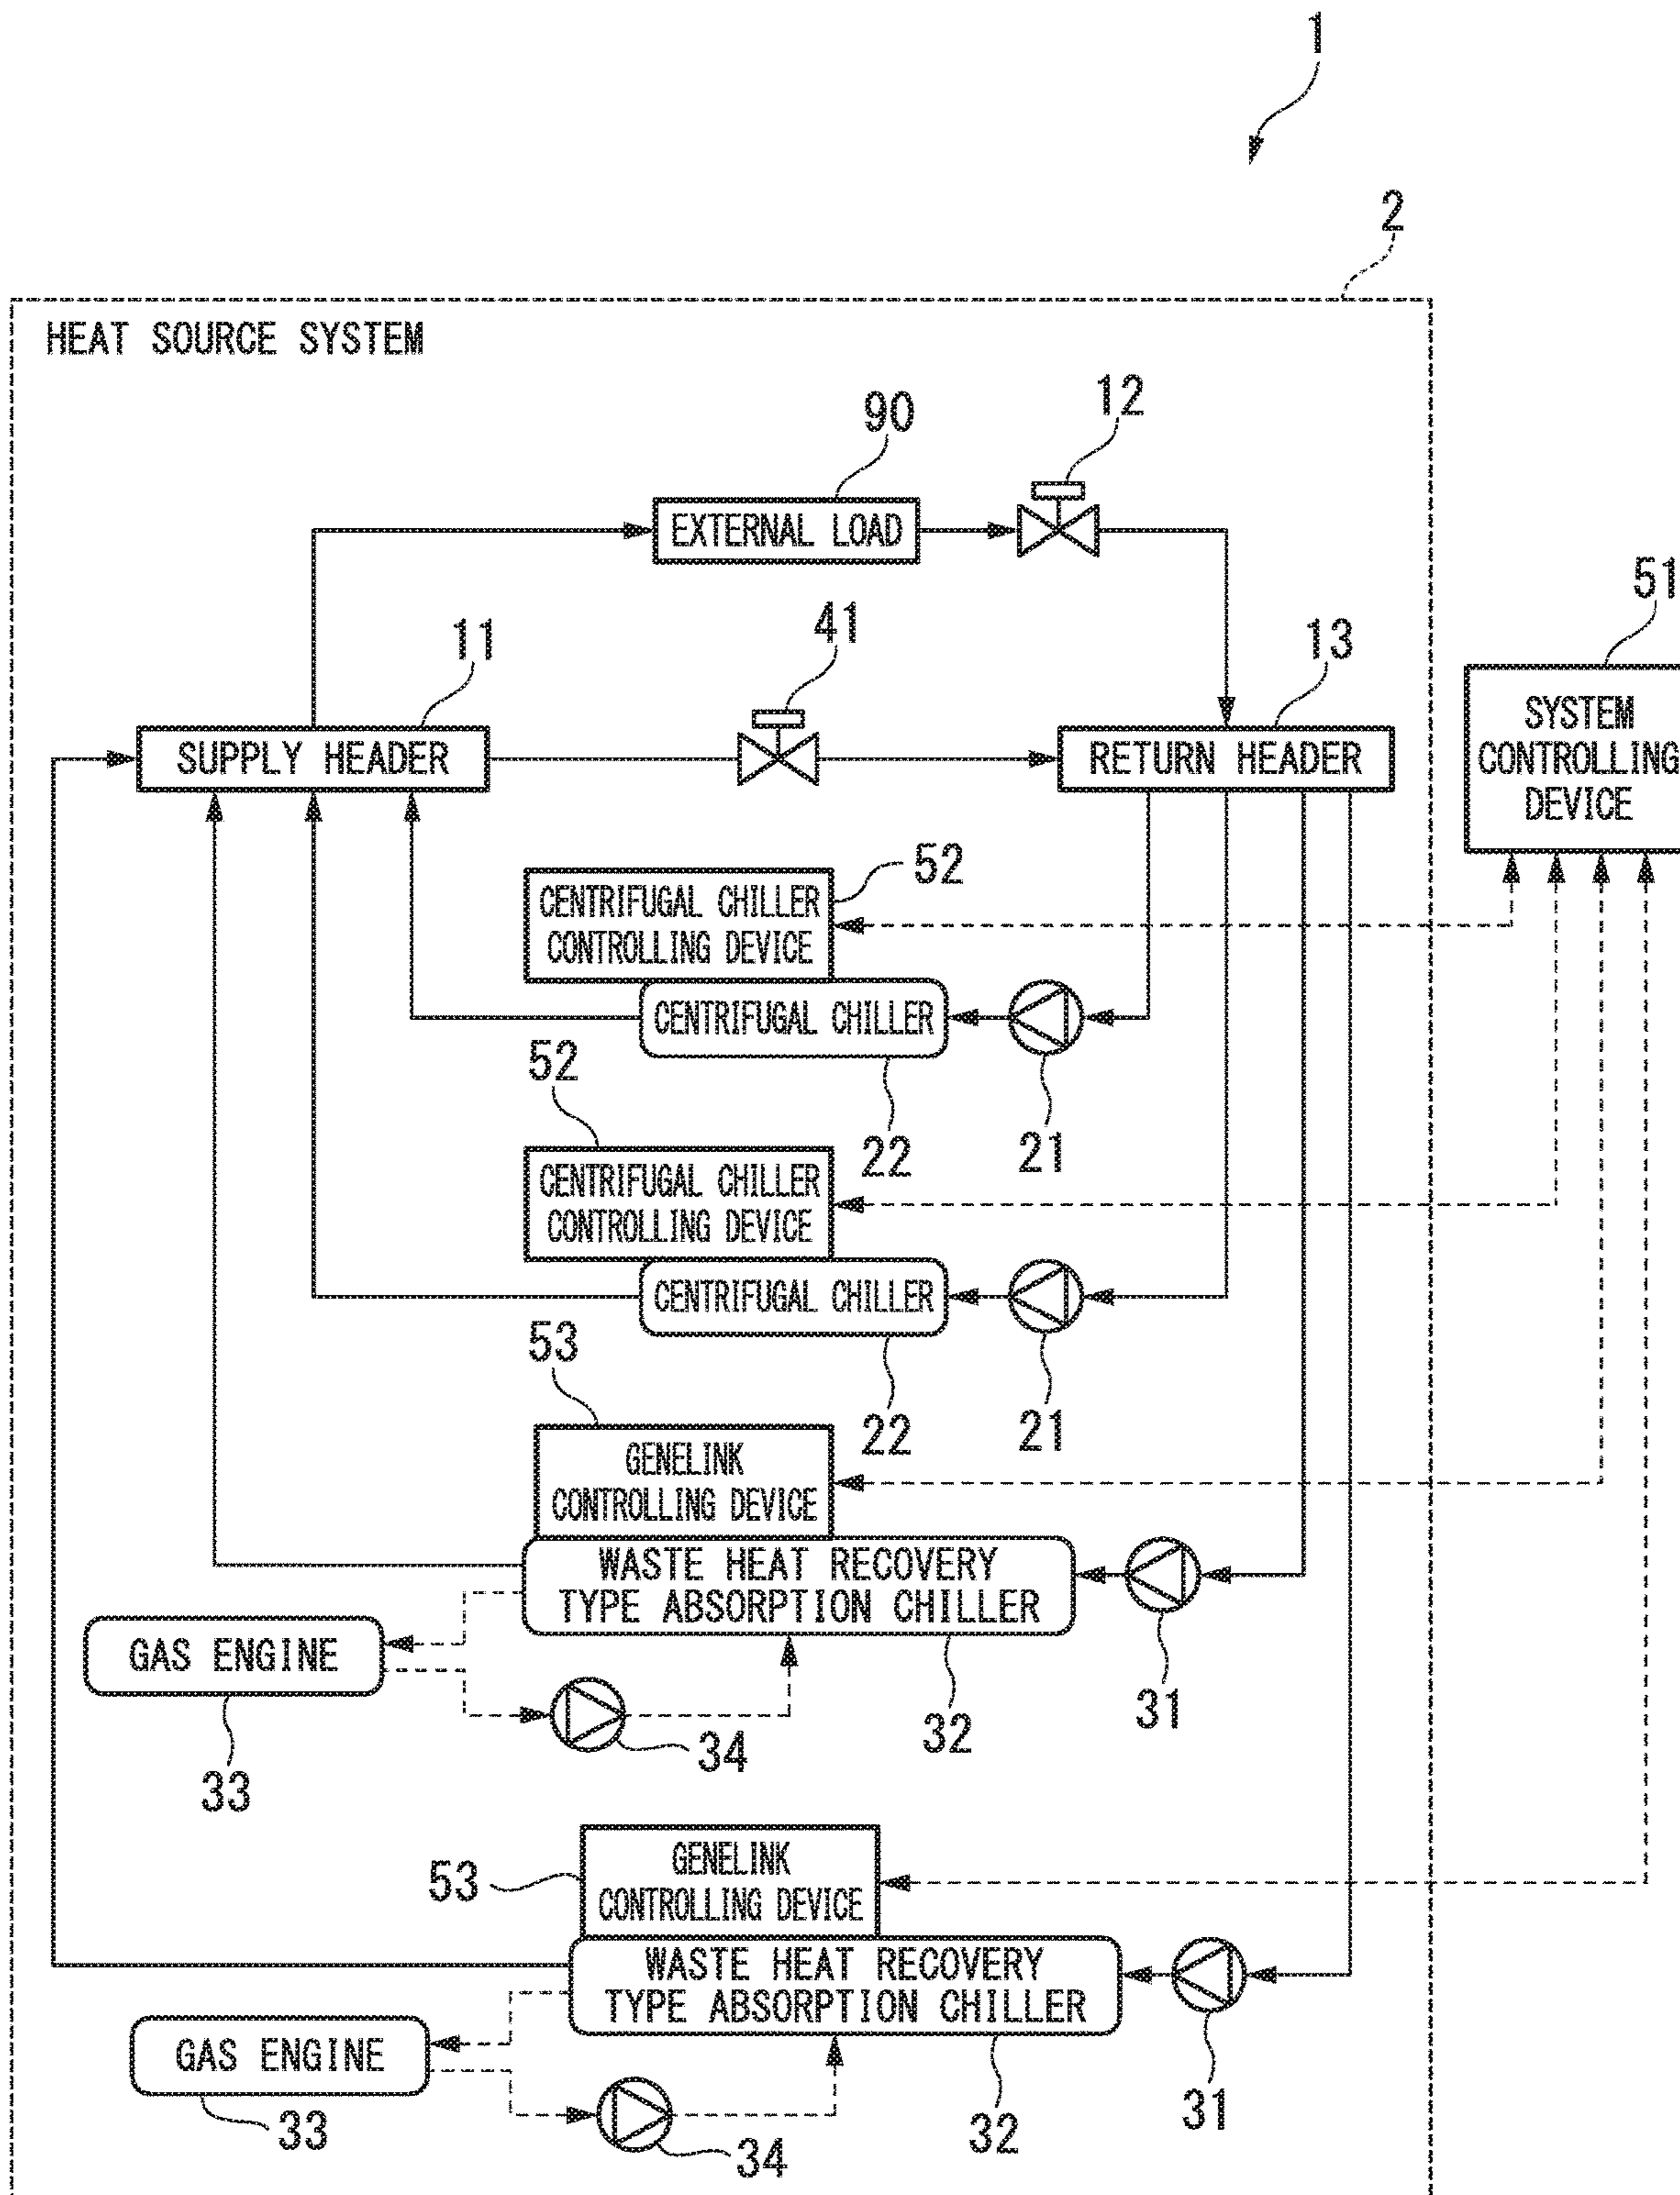 1
2
HEAT SOURCE SYSTEM
90
12
EXTERNAL LOAD
51
11
41
13
SYSTEM
CONTROLLING
DEVICE
SUPPLY HEADER
RETURN HEADER
52
CENTRIFUGAL CHILLER
CONTROLLING DEVICE
CENTRIFUGAL CHILLER
52
22
21
CENTRIFUGAL CHILLER
CONTROLLING DEVICE
CENTRIFUGAL CHILLER
53
22
21
GENELINK
CONTROLLING DEVICE
WASTE HEAT RECOVERY
TYPE ABSORPTION CHILLER
GAS ENGINE
33
34
32
31
53
GENELINK
CONTROLLING DEVICE
WASTE HEAT RECOVERY
TYPE ABSORPTION CHILLER
GAS ENGINE
33
34
32
31